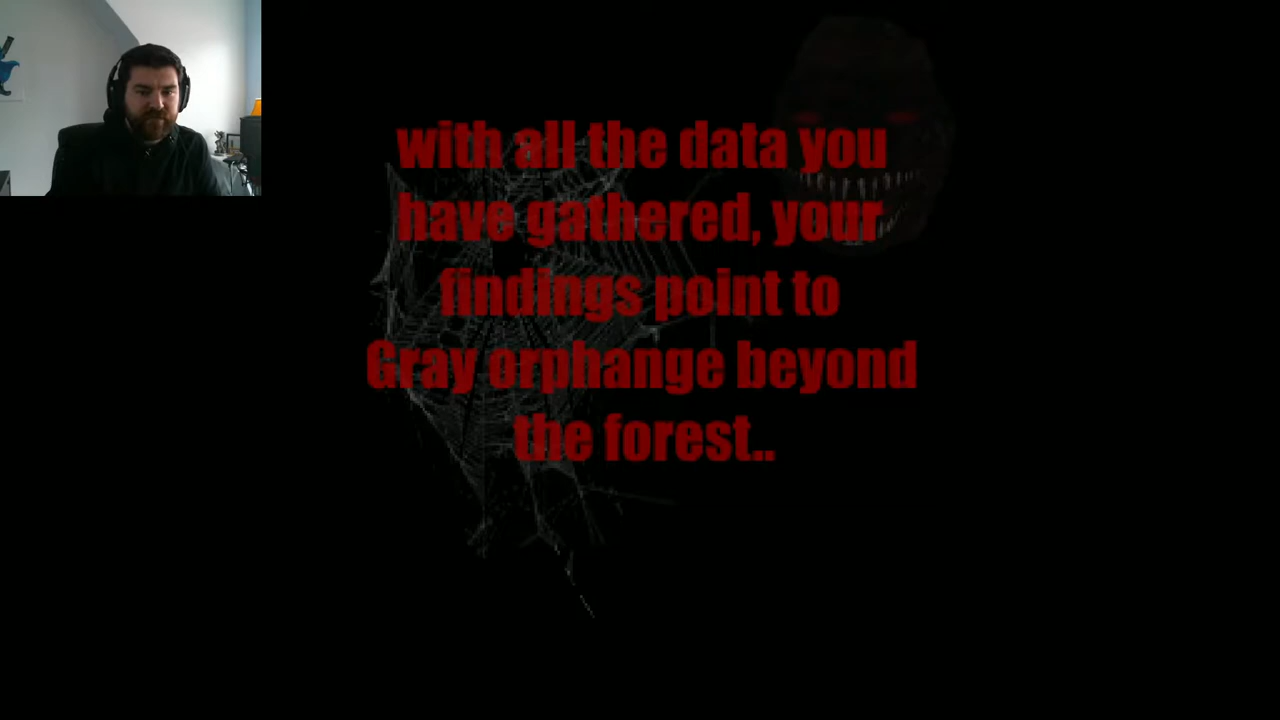 with all the data you
have gathered, your
findings point to
Gray orphange beyond
the forest..